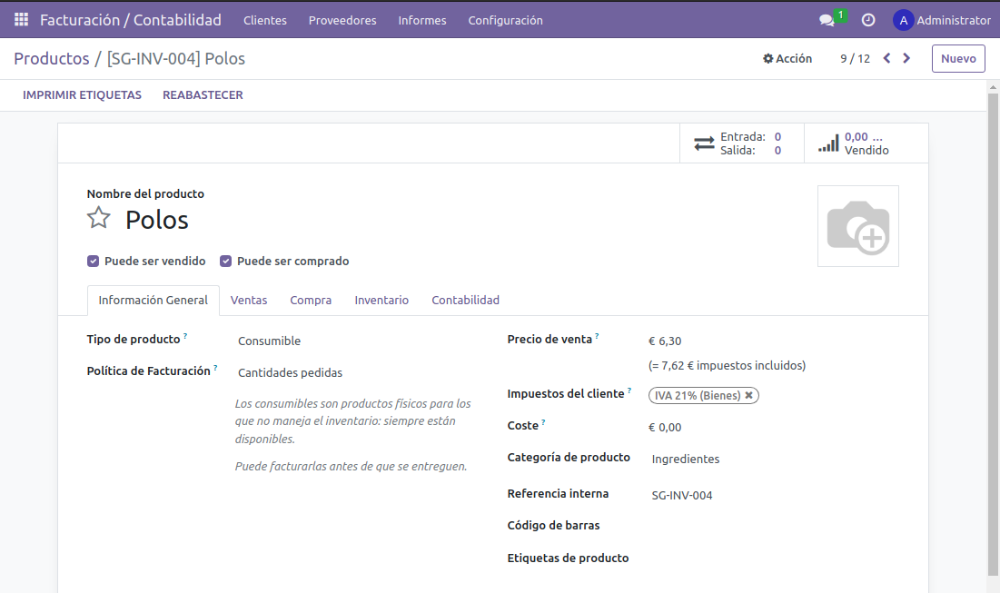 Facturación / Contabilidad Clientes Proveedores Informes Configuración 1 A Administrator
Productos / [SG-INV-004] Polos Acción 9 / 12 Nuevo
IMPRIMIR ETIQUETAS REABASTECER
Entrada: 0
Salida: 0
0,00 ...
Vendido
Nombre del producto
Polos
Puede ser vendido Puede ser comprado
Información General Ventas Compra Inventario Contabilidad
Tipo de producto ? Consumible
Política de Facturación ? Cantidades pedidas
Los consumibles son productos físicos para los
que no maneja el inventario: siempre están
disponibles.
Puede facturarlas antes de que se entreguen.
Precio de venta ? € 6,30
(= 7,62 € impuestos incluidos)
Impuestos del cliente ? IVA 21% (Bienes) ✖
Coste ? € 0,00
Categoría de producto Ingredientes
Referencia interna SG-INV-004
Código de barras
Etiquetas de producto